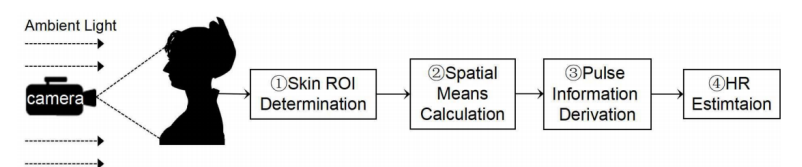 Ambient Light
camera
①Skin ROI
Determination
②Spatial
Means
Calculation
③Pulse
Information
Derivation
④HR
Estimtaion